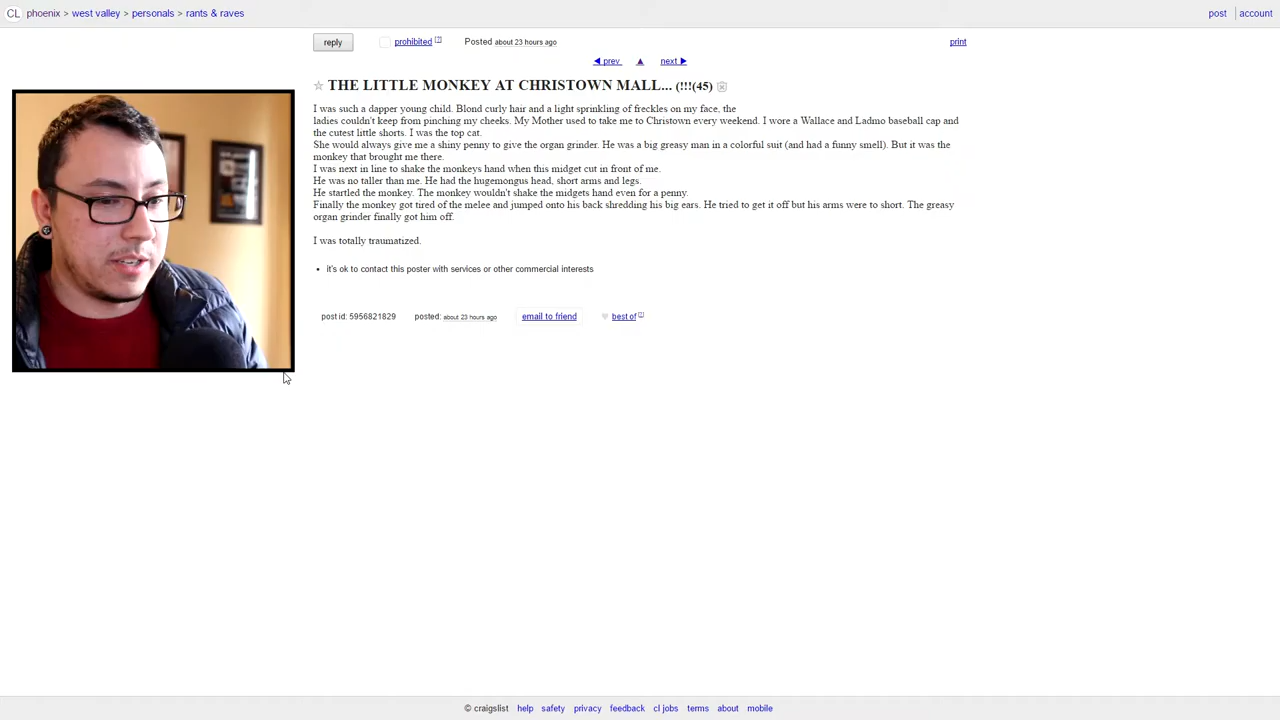 CL phoenix > west valley > personals > rants & raves post account
reply prohibited [?] Posted about 23 hours ago print
◀ prev ▲ next ▶
☆ THE LITTLE MONKEY AT CHRISTOWN MALL... (!!!(45)
I was such a dapper young child. Blond curly hair and a light sprinkling of freckles on my face, the
ladies couldn't keep from pinching my cheeks. My Mother used to take me to Christown every weekend. I wore a Wallace and Ladmo baseball cap and
the cutest little shorts. I was the top cat.
She would always give me a shiny penny to give the organ grinder. He was a big greasy man in a colorful suit (and had a funny smell). But it was the
monkey that brought me there.
I was next in line to shake the monkeys hand when this midget cut in front of me.
He was no taller than me. He had the hugemongus head, short arms and legs.
He startled the monkey. The monkey wouldn't shake the midgets hand even for a penny.
Finally the monkey got tired of the melee and jumped onto his back shredding his big ears. He tried to get it off but his arms were to short. The greasy
organ grinder finally got him off.
I was totally traumatized.
• it's ok to contact this poster with services or other commercial interests
post id: 5956821829 posted: about 23 hours ago email to friend ♥ best of [?]
© craigslist help safety privacy feedback cl jobs terms about mobile